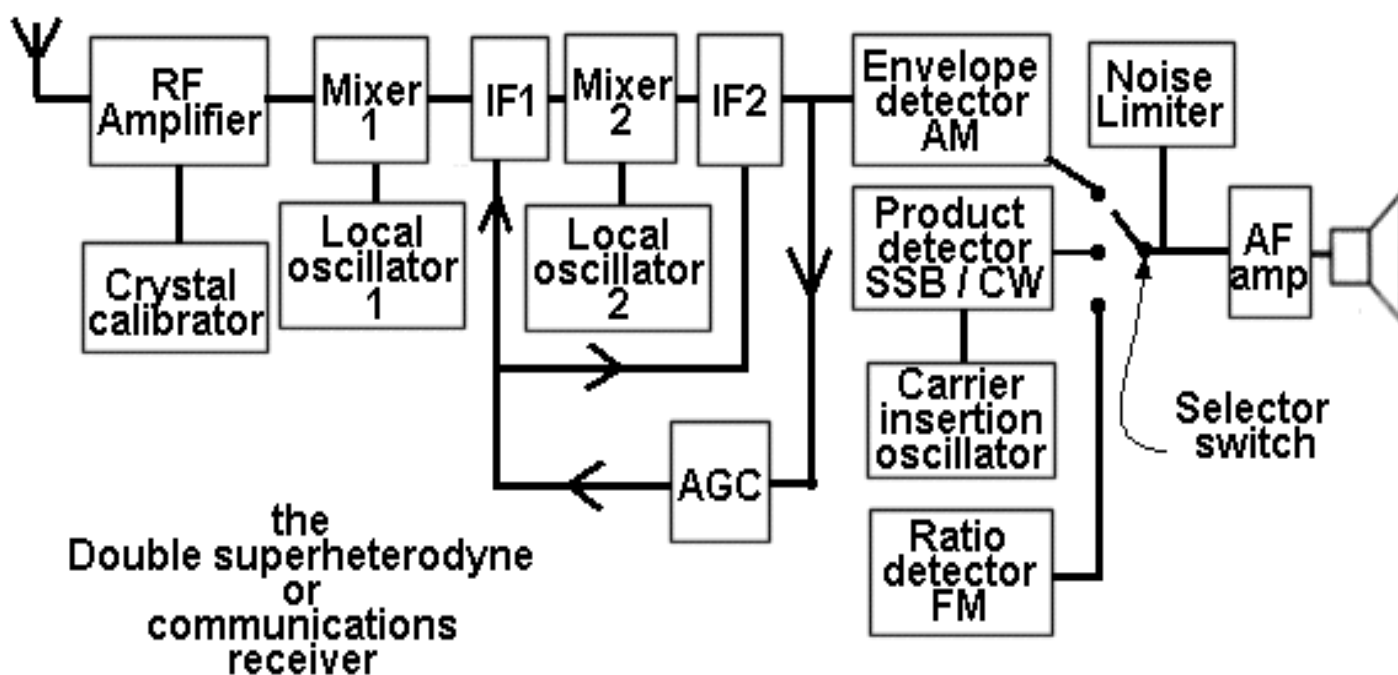 RF
Amplifier
Mixer
1
IF1
Mixer
2
IF2
Envelope
detector
AM
Noise
Limiter
Crystal
calibrator
Local
oscillator
1
Local
oscillator
2
Product
detector
SSB / CW
AF
amp
Carrier
insertion
oscillator
Selector
switch
AGC
Ratio
detector
FM
the
Double superheterodyne
or
communications
receiver